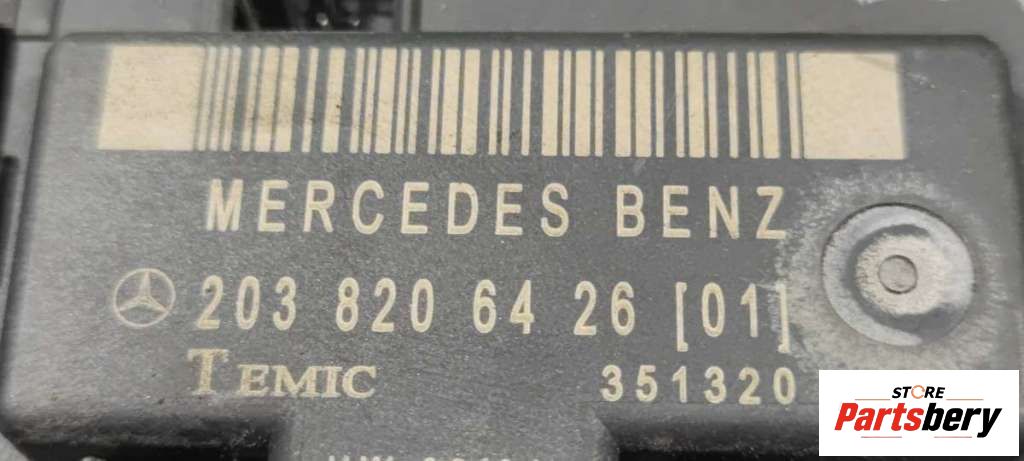 MERCEDES BENZ
203 820 64 26 [01]
TEMIC 351320
STORE
Partsbery